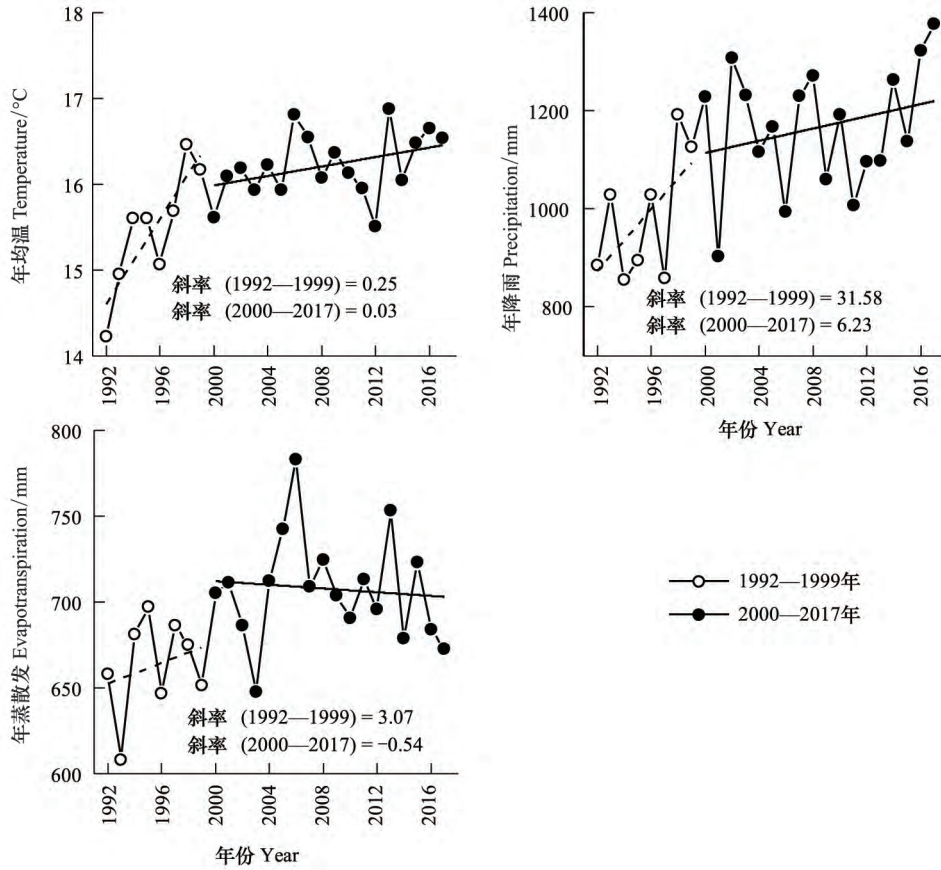 年均温 Temperature/°C
18
17
16
15
14
斜率 (1992—1999) = 0.25
斜率 (2000—2017) = 0.03
1992
1996
2000
2004
2008
2012
2016
年降雨 Precipitation/mm
1400
1200
1000
800
斜率 (1992—1999) = 31.58
斜率 (2000—2017) = 6.23
1992
1996
2000
2004
2008
2012
2016
年份 Year
年蒸散发 Evapotranspiration/mm
800
750
700
650
600
斜率 (1992—1999) = 3.07
斜率 (2000—2017) = −0.54
1992
1996
2000
2004
2008
2012
2016
年份 Year
1992—1999年
2000—2017年